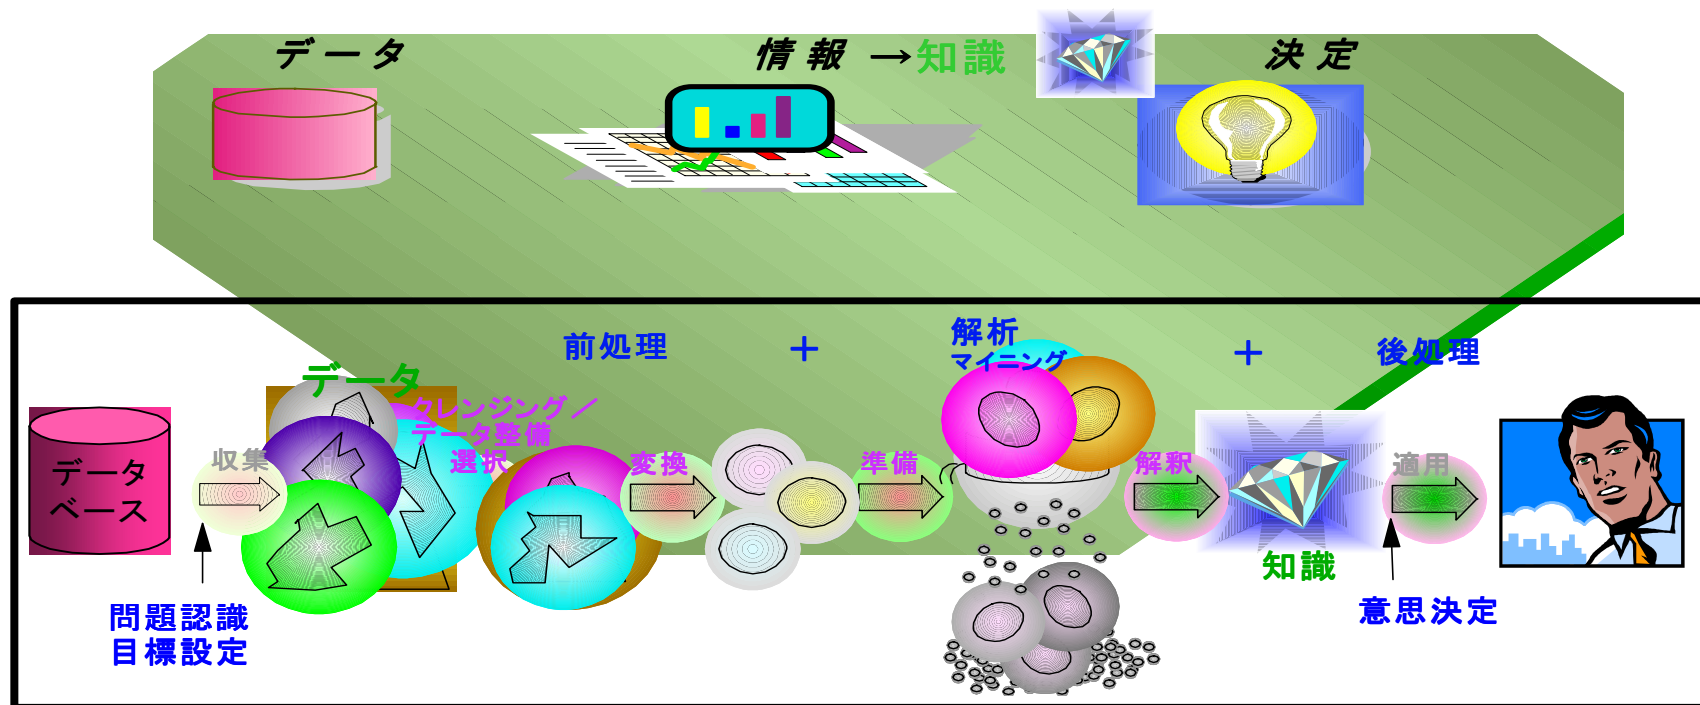 データ
情報 →知識
決定
前処理
+
解析
マイニング
+
後処理
データ
クレンジング／
データ整備
選択
データ
ベース
収集
変換
準備
解釈
適用
知識
問題認識
目標設定
意思決定